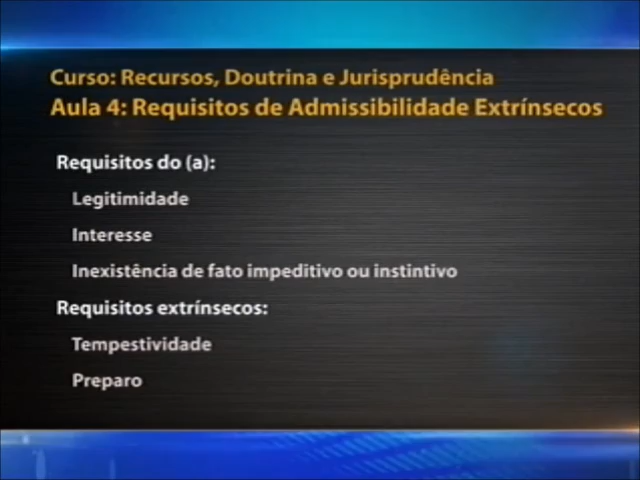 Curso: Recursos, Doutrina e Jurisprudência
Aula 4: Requisitos de Admissibilidade Extrínsecos
Requisitos do (a):
Legitimidade
Interesse
Inexistência de fato impeditivo ou instintivo
Requisitos extrínsecos:
Tempestividade
Preparo